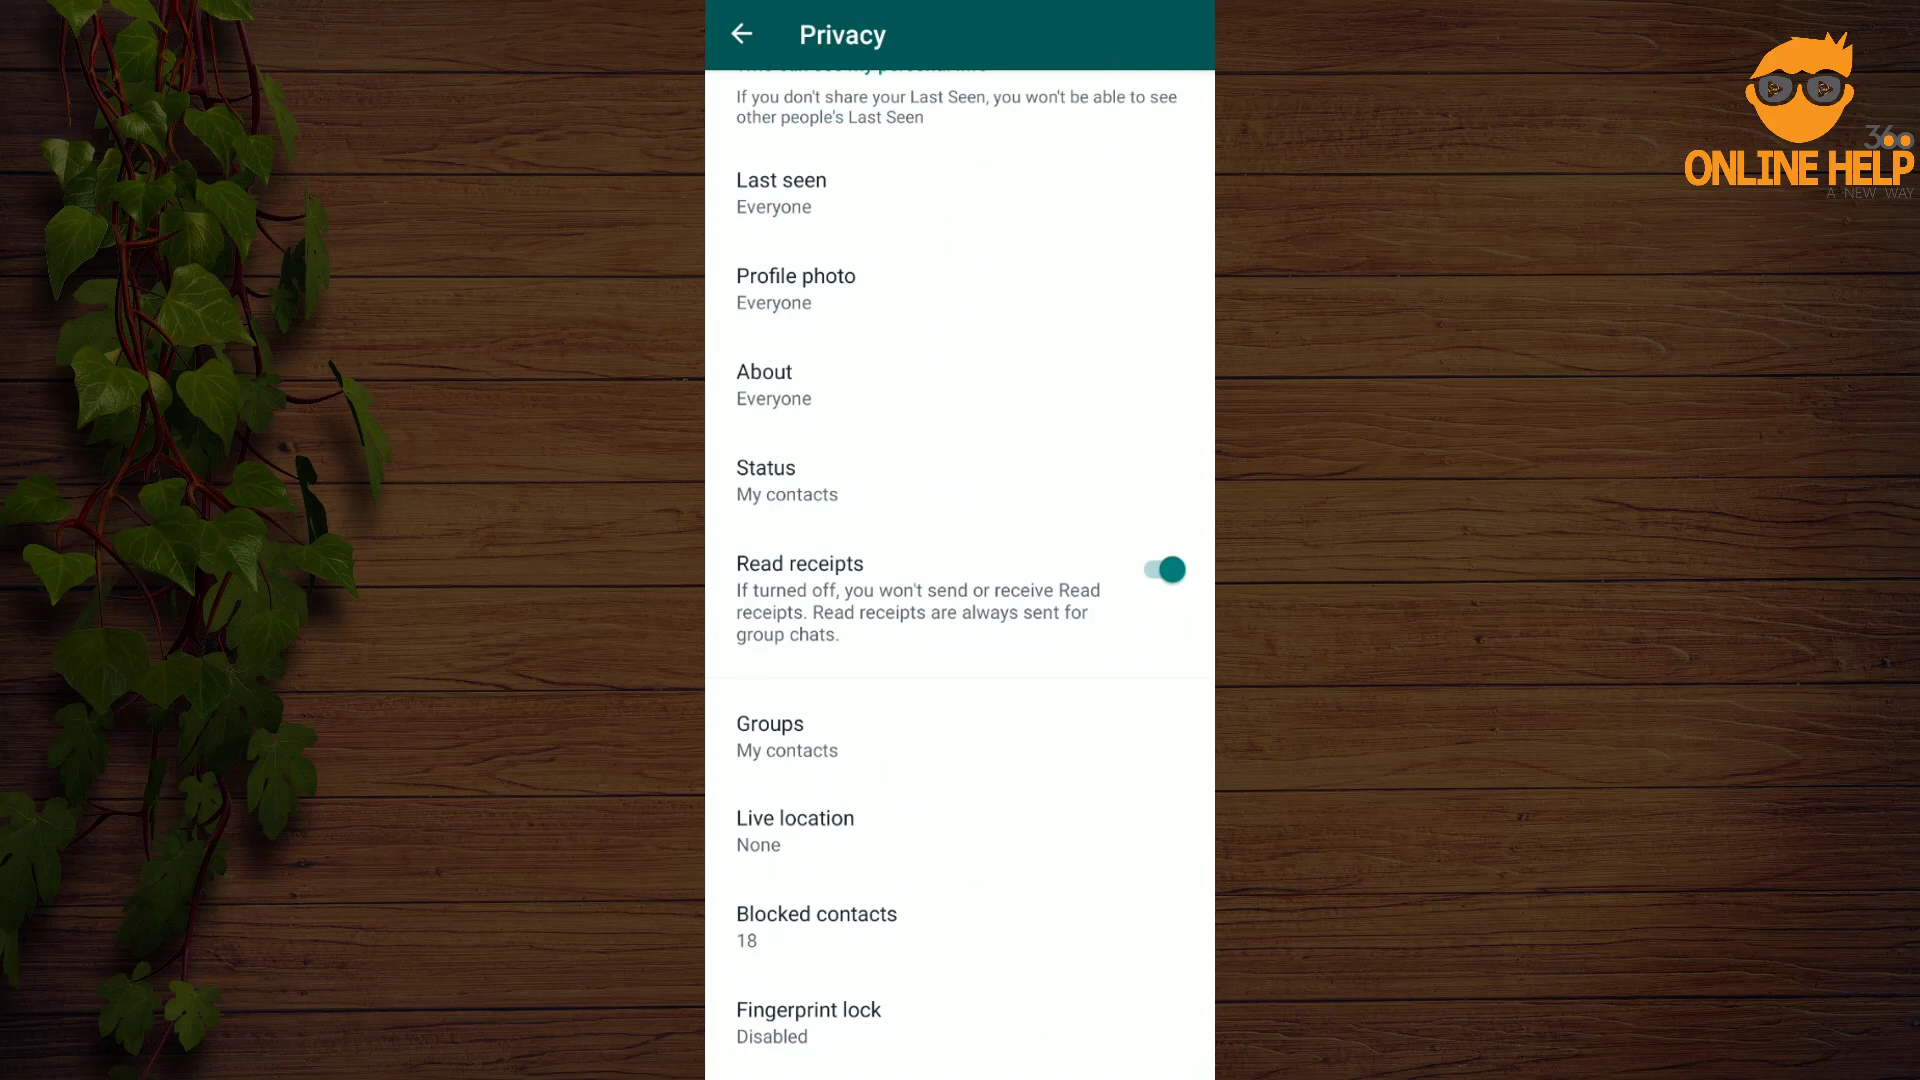 Privacy
If you don't share your Last Seen, you won't be able to see
other people's Last Seen
Last seen
Everyone
Profile photo
Everyone
About
Everyone
Status
My contacts
Read receipts
If turned off, you won't send or receive Read
receipts. Read receipts are always sent for
group chats.
Groups
My contacts
Live location
None
Blocked contacts
18
Fingerprint lock
Disabled
360
ONLINE HELP
A NEW WAY